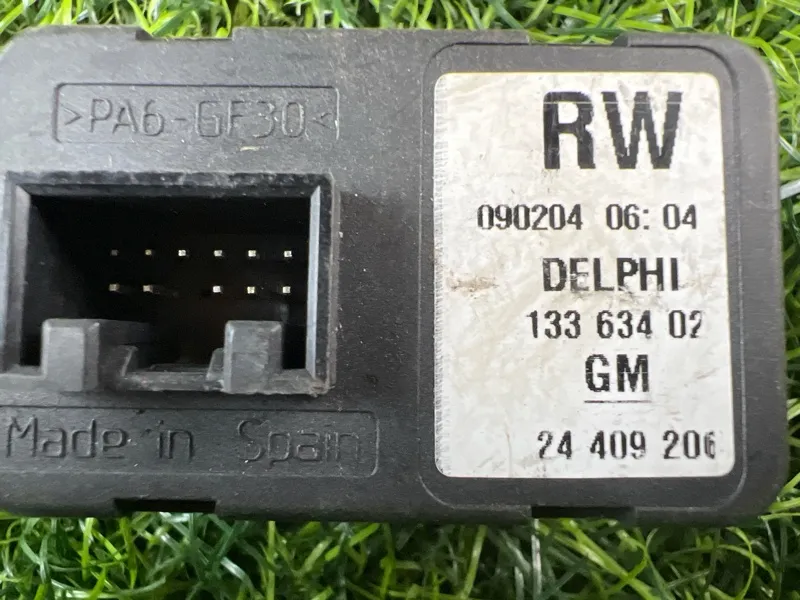 >PA6-GF30<
RW
090204 06:04
DELPHI
133 634 02
GM
24 409 206
Made in Spain